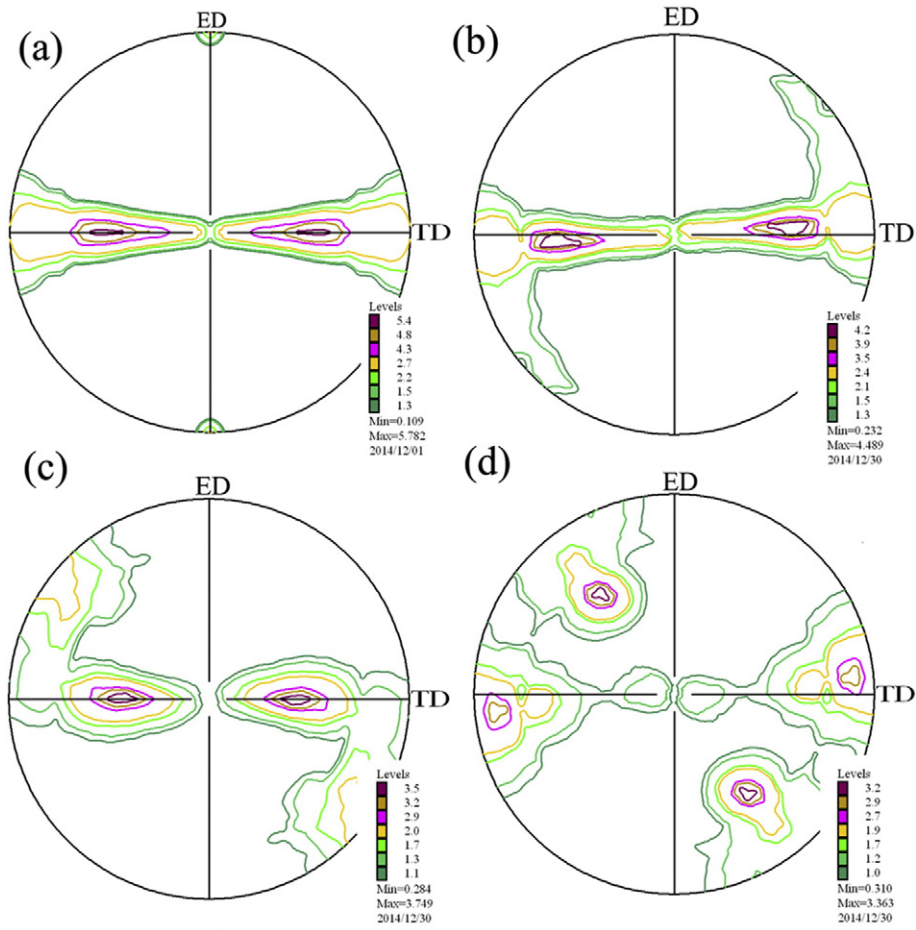 (a)
ED
TD
Levels
5.4
4.8
4.3
2.7
2.2
1.5
1.3
Min=0.109
Max=5.782
2014/12/01
(b)
ED
TD
Levels
4.2
3.9
3.5
2.4
2.1
1.5
1.3
Min=0.232
Max=4.489
2014/12/30
(c)
ED
TD
Levels
3.5
3.2
2.9
2.0
1.7
1.3
1.1
Min=0.284
Max=3.749
2014/12/30
(d)
ED
TD
Levels
3.2
2.9
2.7
1.9
1.7
1.2
1.0
Min=0.310
Max=3.363
2014/12/30